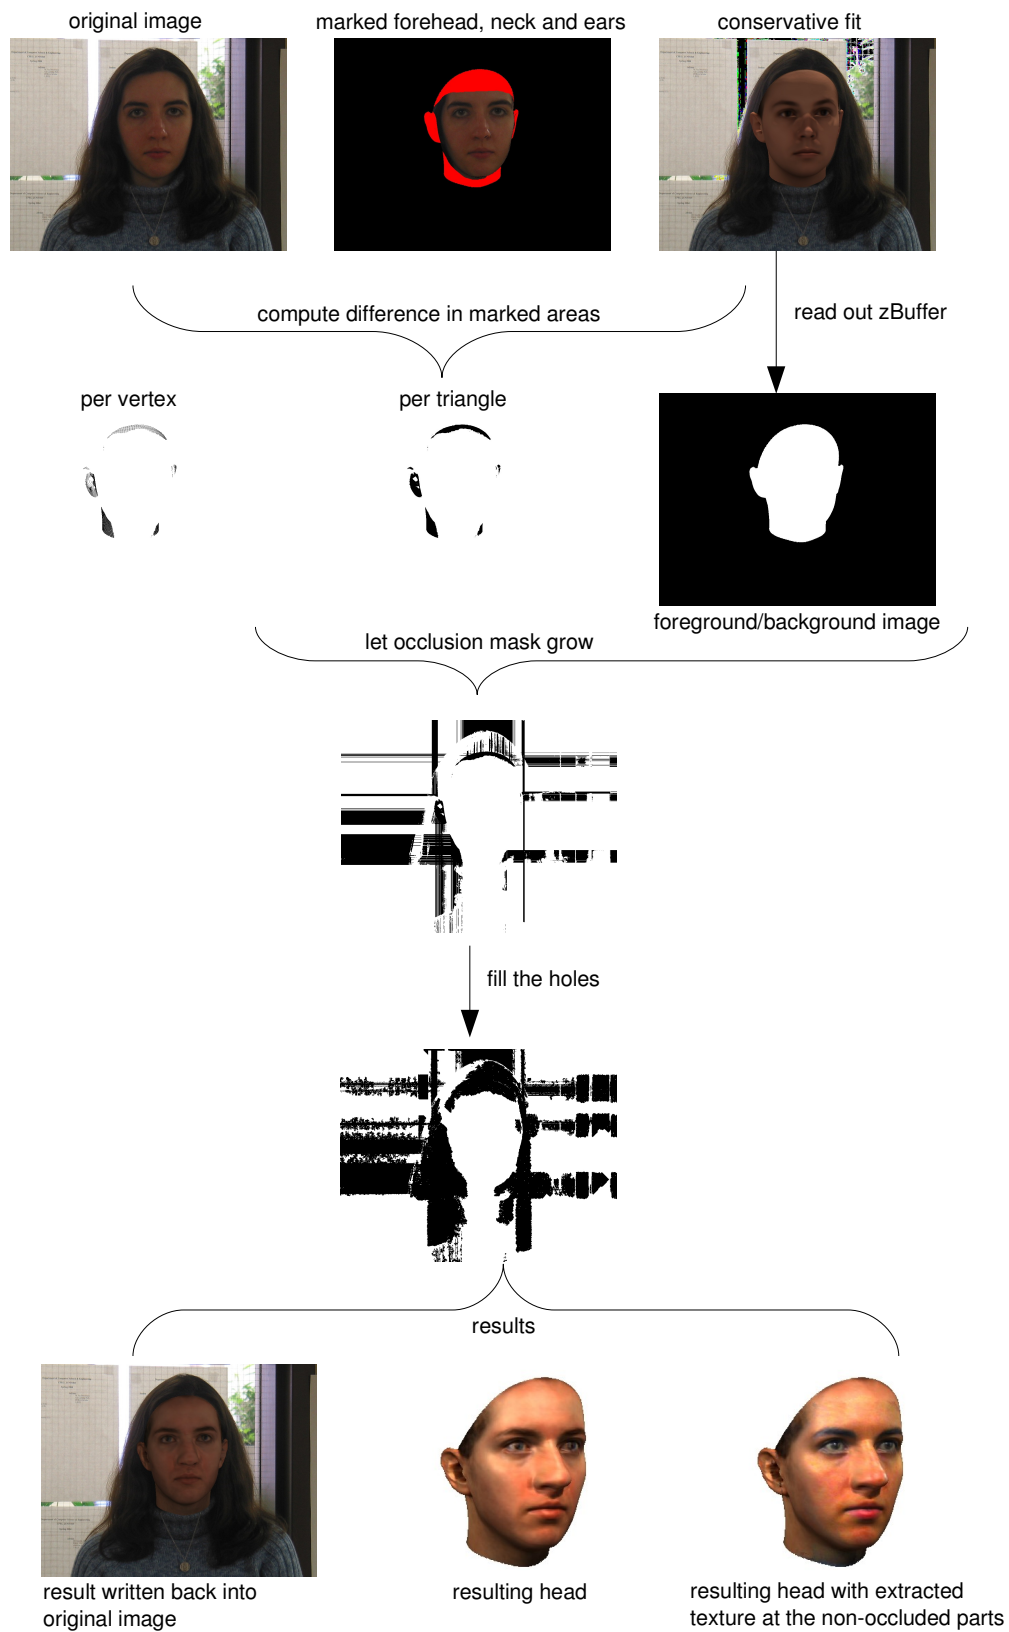 original image
marked forehead, neck and ears
conservative fit
compute difference in marked areas
read out zBuffer
per vertex
per triangle
foreground/background image
let occlusion mask grow
fill the holes
results
result written back into
original image
resulting head
resulting head with extracted
texture at the non-occluded parts